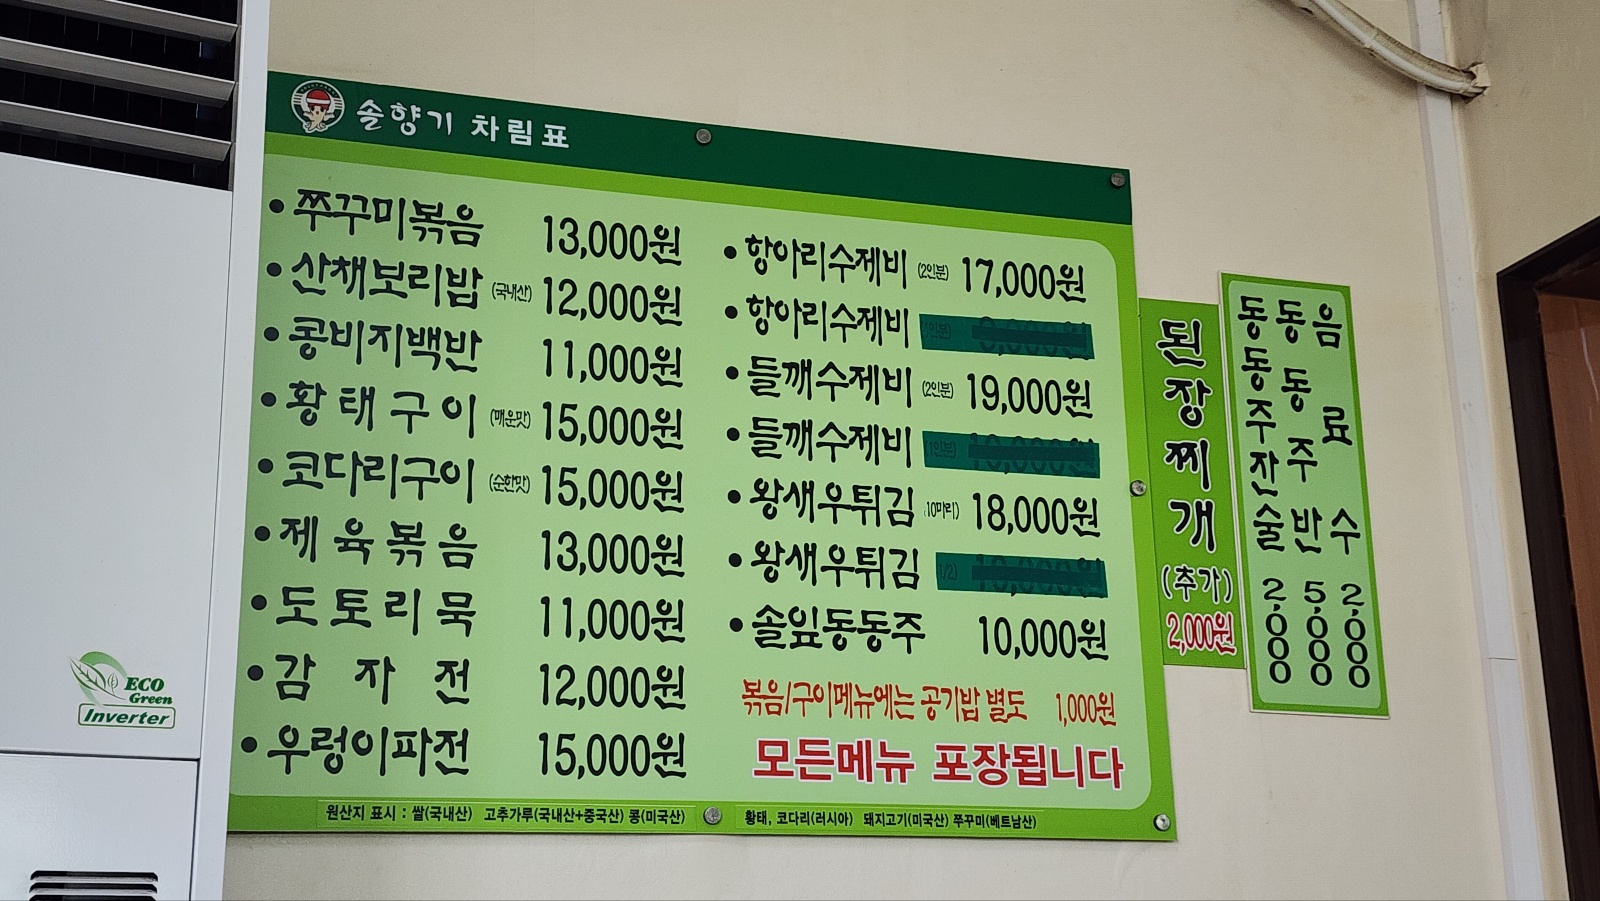 솔향기 차림표
• 쭈꾸미볶음 13,000원
• 산채보리밥 (국내산) 12,000원
• 콩비지백반 11,000원
• 황태구이 (매운맛) 15,000원
• 코다리구이 (순한맛) 15,000원
• 제육볶음 13,000원
• 도토리묵 11,000원
• 감자전 12,000원
• 우렁이파전 15,000원
• 항아리수제비 (2인분) 17,000원
• 항아리수제비
• 들깨수제비 (2인분) 19,000원
• 들깨수제비 (1인분)
• 왕새우튀김 (10마리) 18,000원
• 왕새우튀김 (1/2)
• 솔잎동동주 10,000원
볶음/구이메뉴에는 공기밥 별도 1,000원
모든메뉴 포장됩니다
원산지 표시 : 쌀(국내산) 고추가루(국내산+중국산) 콩(미국산) 황태, 코다리(러시아) 돼지고기(미국산) 쭈꾸미(베트남산)
된장찌개
(추가)
2,000원
음료수 2,000
동동주반 5,000
동동주잔술 2,000
ECO
Green
Inverter